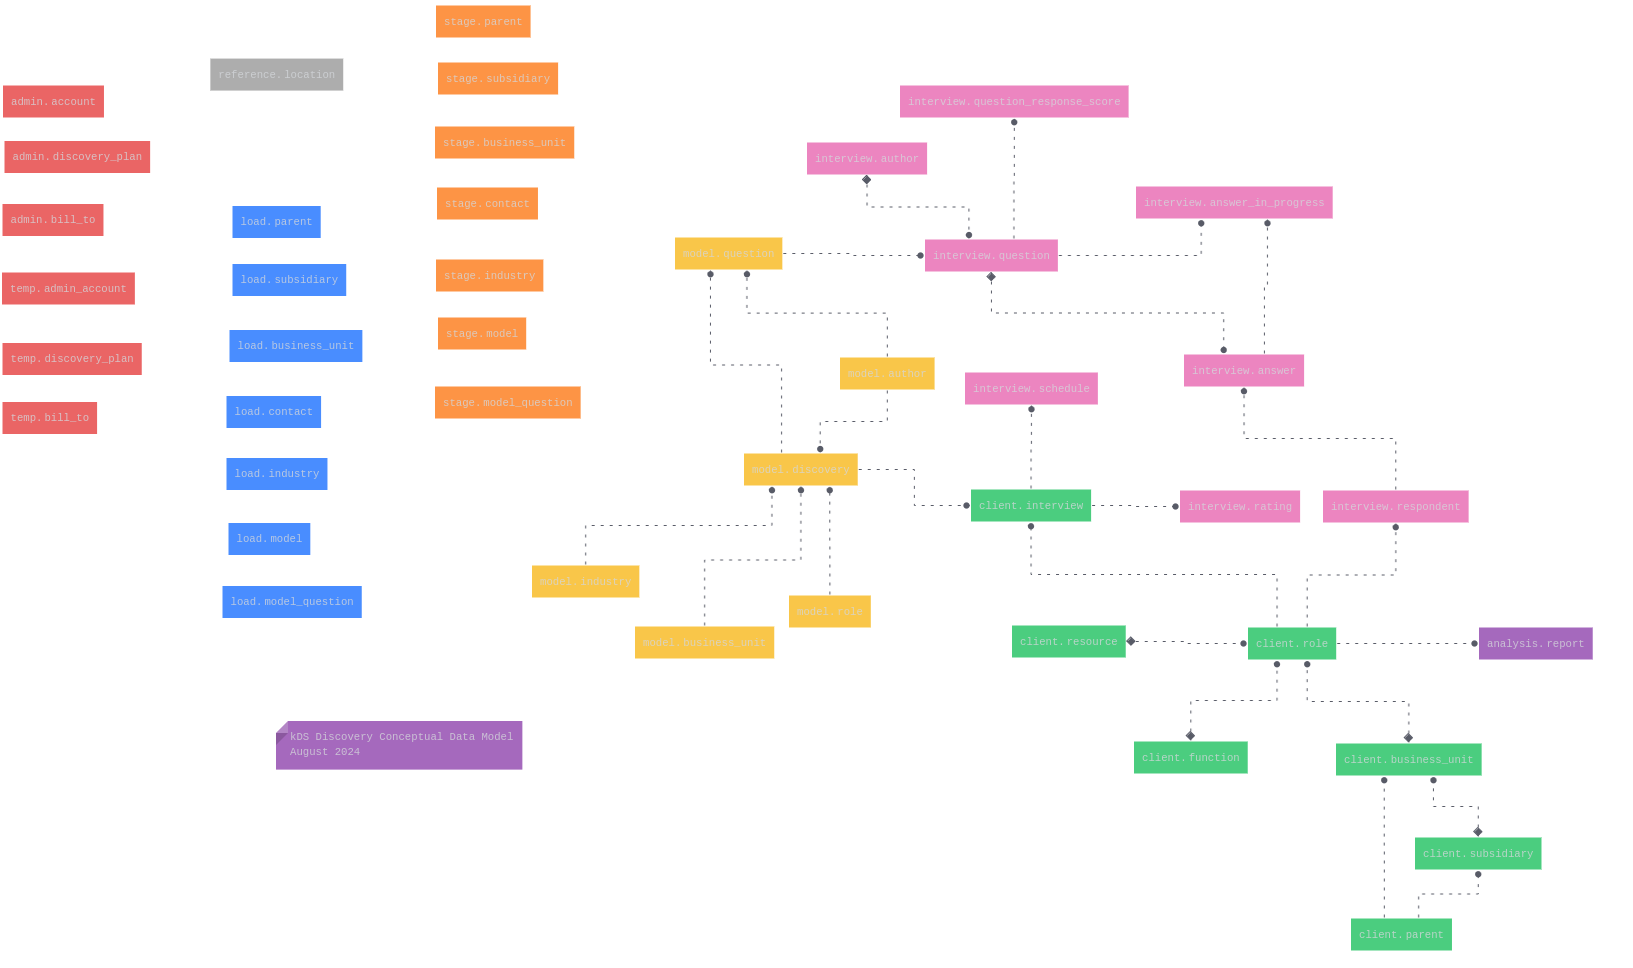 stage.parent
reference.location
stage.subsidiary
admin.account
interview.question_response_score
stage.business_unit
admin.discovery_plan
interview.author
stage.contact
interview.answer_in_progress
admin.bill_to
load.parent
model.question
interview.question
stage.industry
load.subsidiary
temp.admin_account
stage.model
load.business_unit
temp.discovery_plan
interview.answer
model.author
interview.schedule
stage.model_question
load.contact
temp.bill_to
model.discovery
load.industry
client.interview
interview.rating
interview.respondent
load.model
model.industry
load.model_question
model.role
model.business_unit
client.resource
client.role
analysis.report
kDS Discovery Conceptual Data Model
August 2024
client.function
client.business_unit
client.subsidiary
client.parent